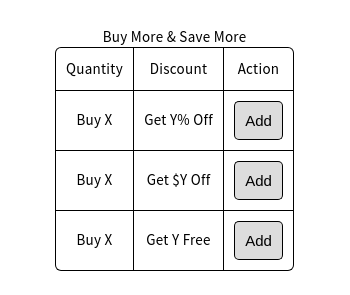 Buy More & Save More
Quantity Discount Action
Buy X Get Y% Off Add
Buy X Get $Y Off Add
Buy X Get Y Free Add